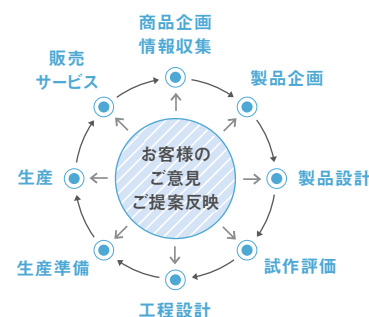 商品企画
情報収集
製品企画
製品設計
試作評価
工程設計
生産準備
生産
販売
サービス
お客様の
ご意見
ご提案反映